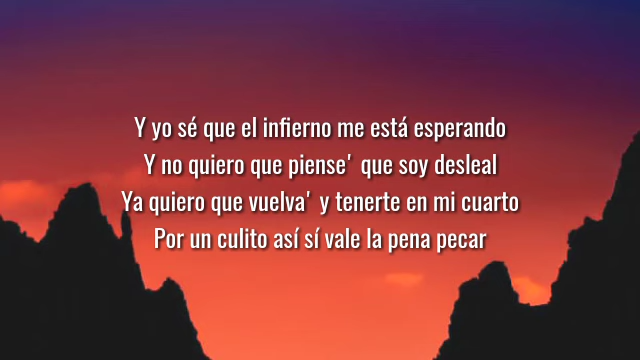 Y yo sé que el infierno me está esperando
Y no quiero que piense' que soy desleal
Ya quiero que vuelva' y tenerte en mi cuarto
Por un culito así sí vale la pena pecar